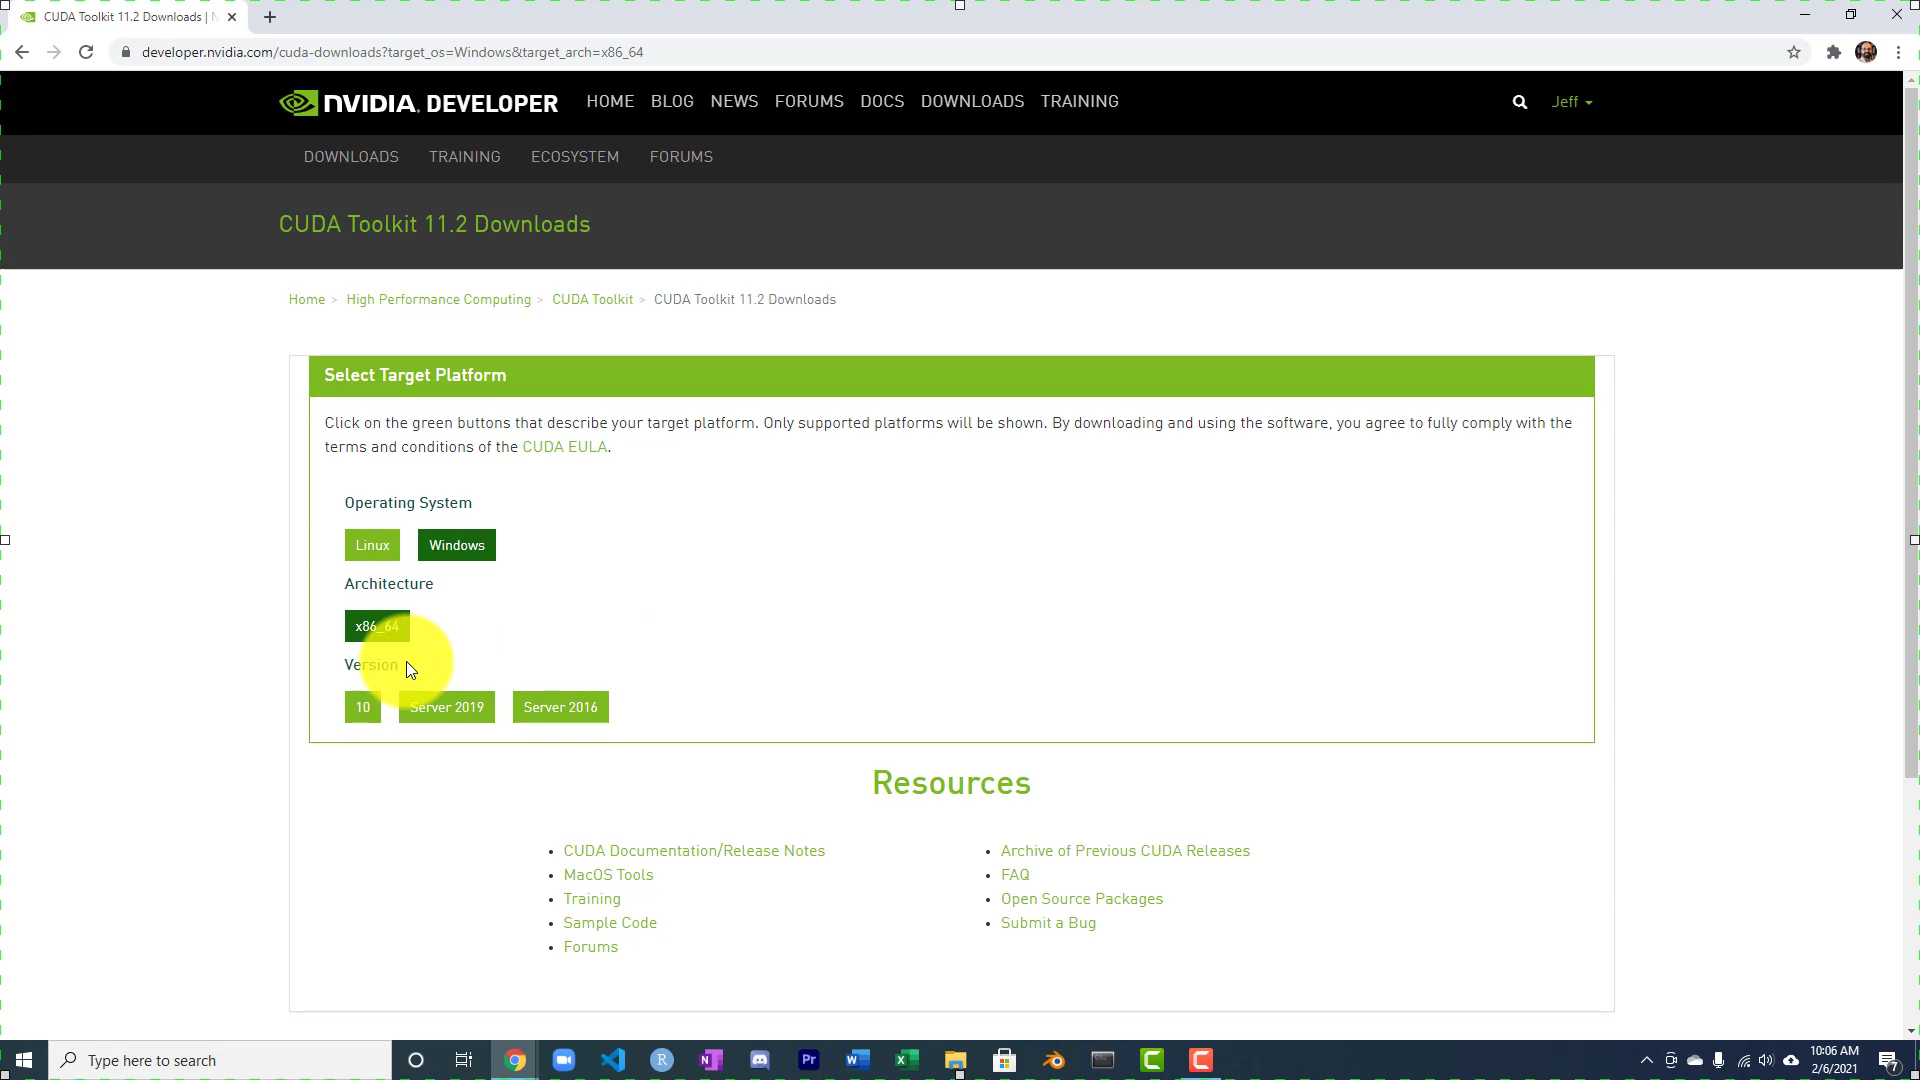 CUDA Toolkit 11.2 Downloads | N
developer.nvidia.com/cuda-downloads?target_os=Windows&target_arch=x86_64
NVIDIA. DEVELOPER HOME BLOG NEWS FORUMS DOCS DOWNLOADS TRAINING Jeff
DOWNLOADS TRAINING ECOSYSTEM FORUMS
CUDA Toolkit 11.2 Downloads
Home > High Performance Computing > CUDA Toolkit > CUDA Toolkit 11.2 Downloads
Select Target Platform
Click on the green buttons that describe your target platform. Only supported platforms will be shown. By downloading and using the software, you agree to fully comply with the
terms and conditions of the CUDA EULA.
Operating System
Linux Windows
Architecture
x86_64
Version
10 Server 2019 Server 2016
Resources
• CUDA Documentation/Release Notes
• MacOS Tools
• Training
• Sample Code
• Forums
• Archive of Previous CUDA Releases
• FAQ
• Open Source Packages
• Submit a Bug
Type here to search
R
N
Pr
W
X
C
C
10:06 AM
2/6/2021
7